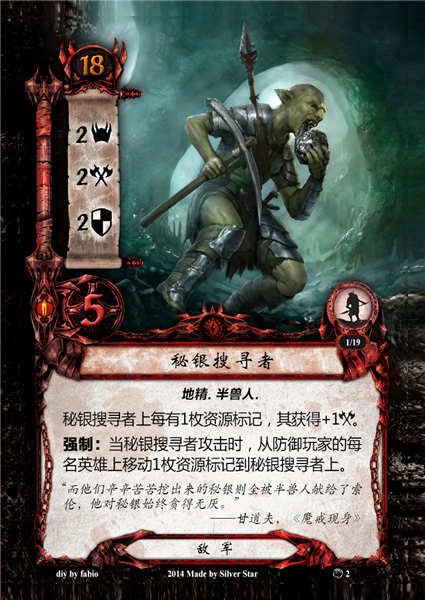 18
2
2
2
5
1/19
秘银搜寻者
地精. 半兽人.
秘银搜寻者上每有1枚资源标记，其获得+1。
强制：当秘银搜寻者攻击时，从防御玩家的每
名英雄上移动1枚资源标记到秘银搜寻者上。
“而他们辛辛苦苦挖出来的秘银则全被半兽人献给了索
伦，他对秘银始终贪得无厌。”
——甘道夫，《魔戒现身》
敌 军
diy by fabio 2014 Made by Silver Star 2